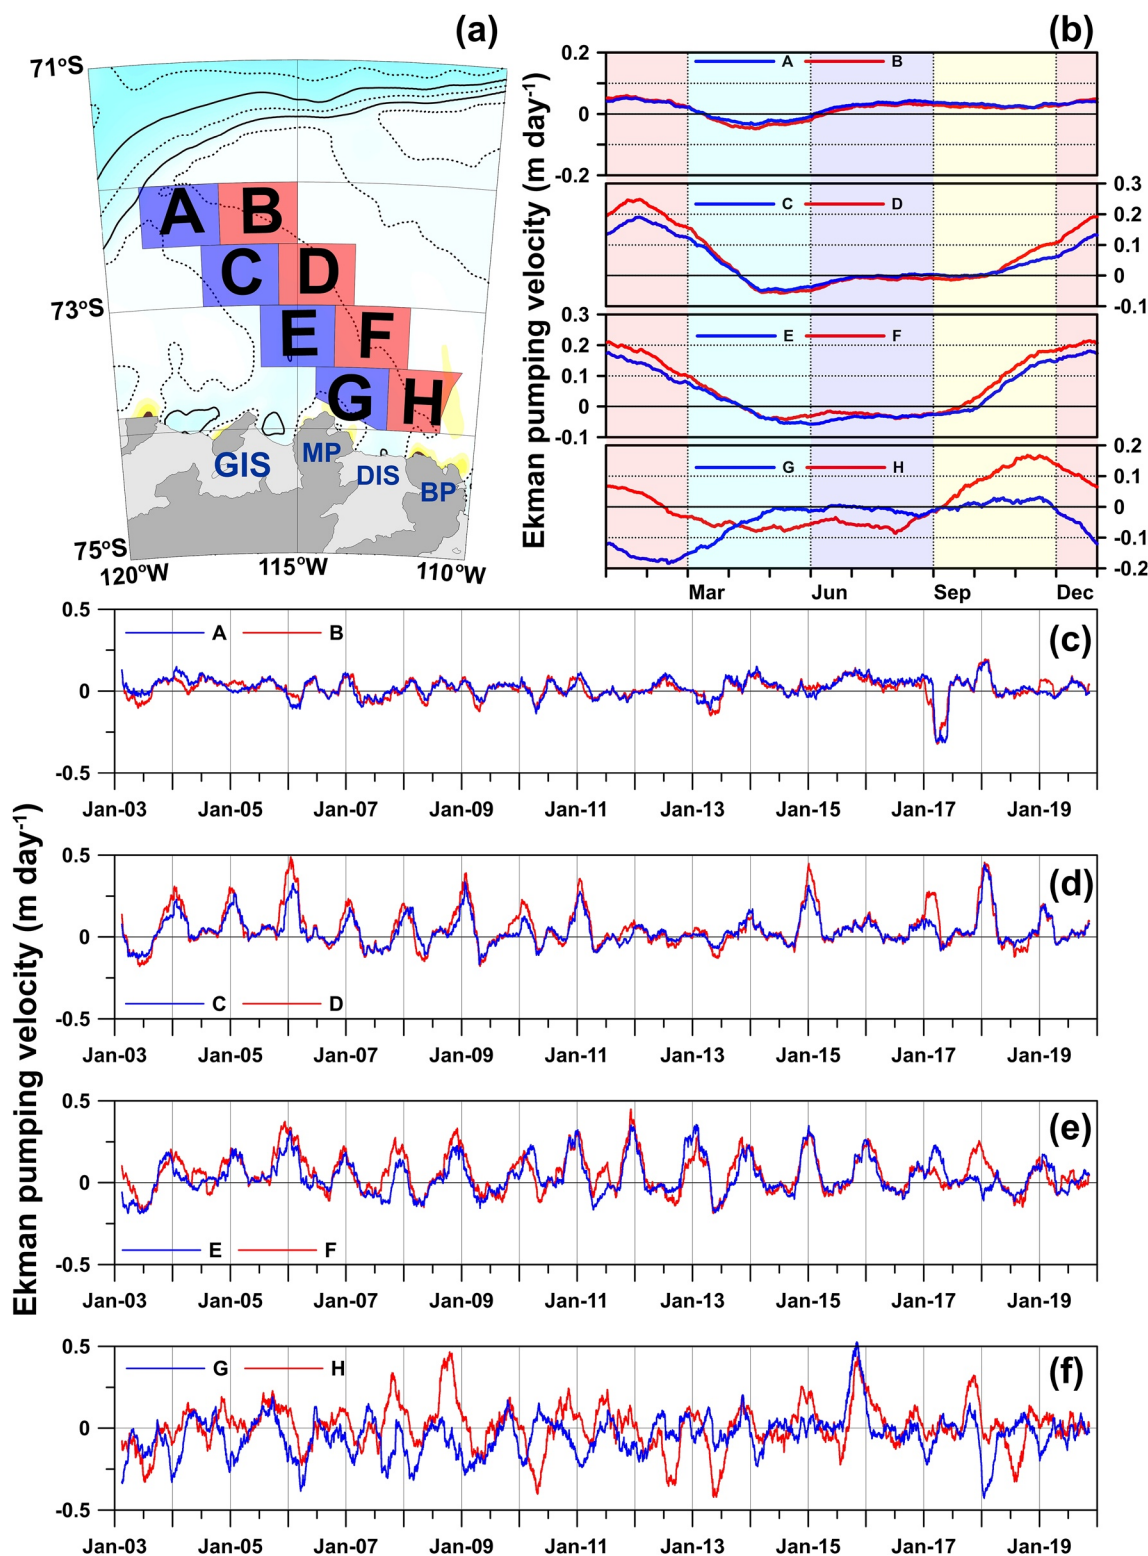 (a)
71°S
73°S
75°S
120°W
115°W
110°W
A
B
C
D
E
F
G
H
GIS
MP
DIS
BP
(b)
Ekman pumping velocity (m day-1)
A B
0.2
0
-0.2
C D
0.3
0.2
0.1
0
-0.1
E F
0.3
0.2
0.1
0
-0.1
G H
0.2
0.1
0
-0.1
-0.2
Mar Jun Sep Dec
Ekman pumping velocity (m day-1)
(c)
A B
0.5
0
-0.5
Jan-03 Jan-05 Jan-07 Jan-09 Jan-11 Jan-13 Jan-15 Jan-17 Jan-19
(d)
0.5
0
-0.5
C D
Jan-03 Jan-05 Jan-07 Jan-09 Jan-11 Jan-13 Jan-15 Jan-17 Jan-19
(e)
0.5
0
-0.5
E F
Jan-03 Jan-05 Jan-07 Jan-09 Jan-11 Jan-13 Jan-15 Jan-17 Jan-19
(f)
G H
0.5
0
-0.5
Jan-03 Jan-05 Jan-07 Jan-09 Jan-11 Jan-13 Jan-15 Jan-17 Jan-19